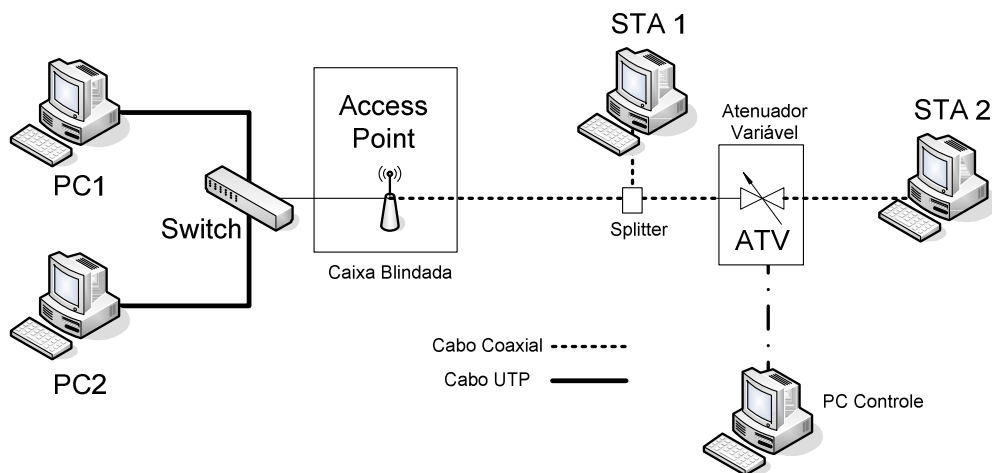 STA 1
Access
Point
Atenuador
Variável
STA 2
PC1
Switch
Splitter
ATV
Caixa Blindada
PC2
Cabo Coaxial
Cabo UTP
PC Controle